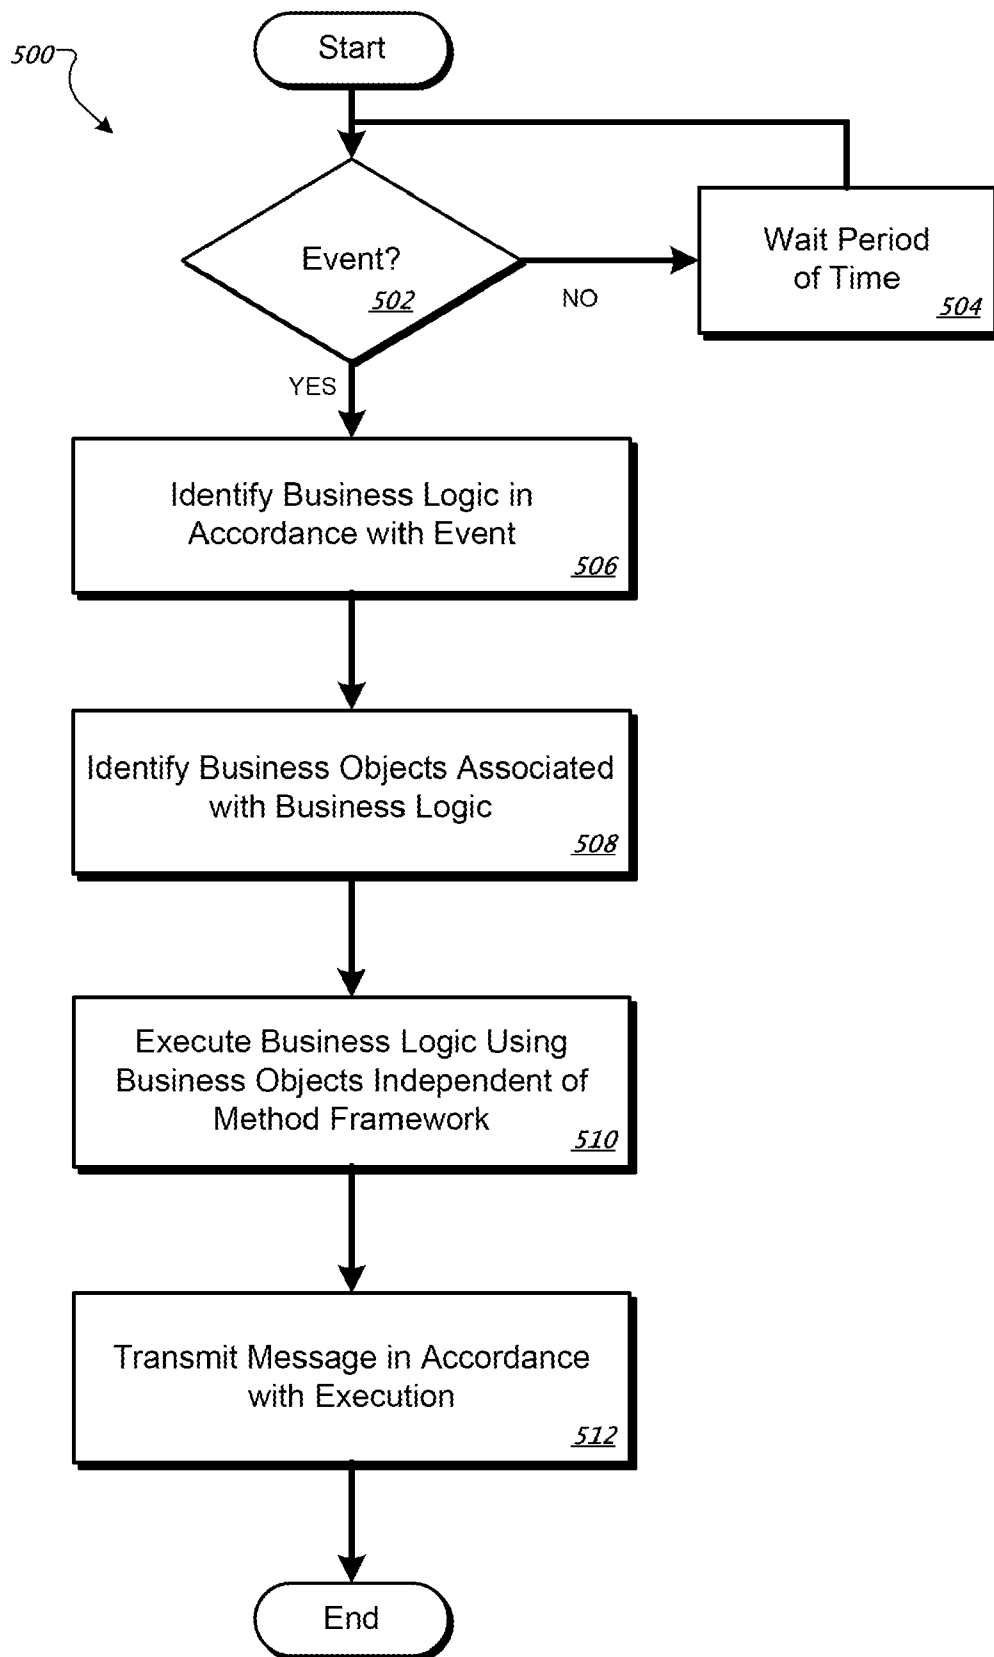 Start
500
Event?
502
NO
Wait Period
of Time
504
YES
Identify Business Logic in
Accordance with Event
506
Identify Business Objects Associated
with Business Logic
508
Execute Business Logic Using
Business Objects Independent of
Method Framework
510
Transmit Message in Accordance
with Execution
512
End